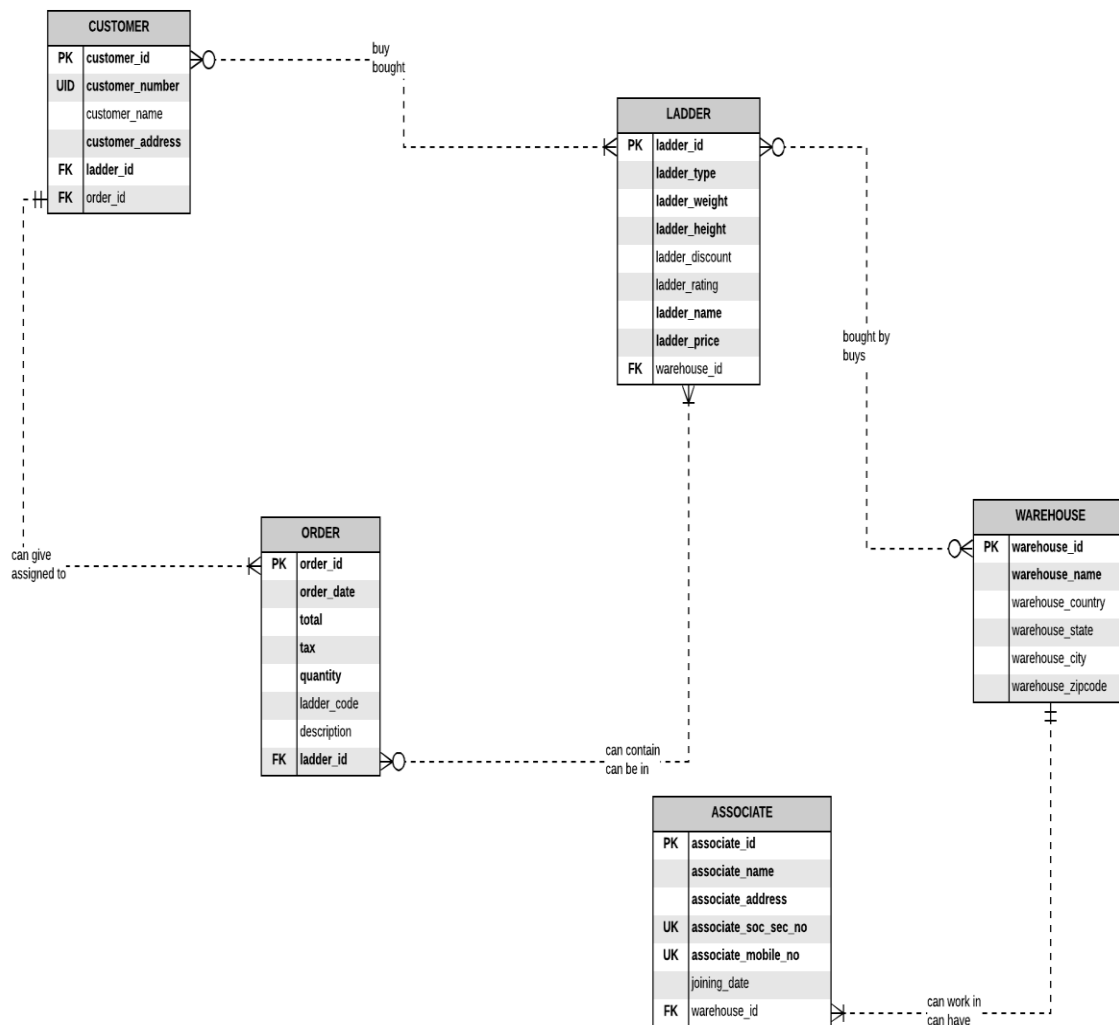 CUSTOMER
PK customer_id
UID customer_number
customer_name
customer_address
FK ladder_id
FK order_id
buy
bought
LADDER
PK ladder_id
ladder_type
ladder_weight
ladder_height
ladder_discount
ladder_rating
ladder_name
ladder_price
FK warehouse_id
bought by
buys
can give
assigned to
ORDER
PK order_id
order_date
total
tax
quantity
ladder_code
description
FK ladder_id
can contain
can be in
WAREHOUSE
PK warehouse_id
warehouse_name
warehouse_country
warehouse_state
warehouse_city
warehouse_zipcode
ASSOCIATE
PK associate_id
associate_name
associate_address
UK associate_soc_sec_no
UK associate_mobile_no
joining_date
FK warehouse_id
can work in
can have